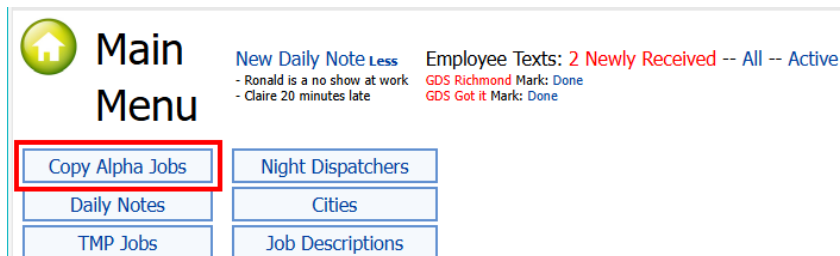 Main Menu
New Daily Note Less
- Ronald is a no show at work
- Claire 20 minutes late
Employee Texts: 2 Newly Received -- All -- Active
GDS Richmond Mark: Done
GDS Got it Mark: Done
Copy Alpha Jobs
Night Dispatchers
Daily Notes
Cities
TMP Jobs
Job Descriptions